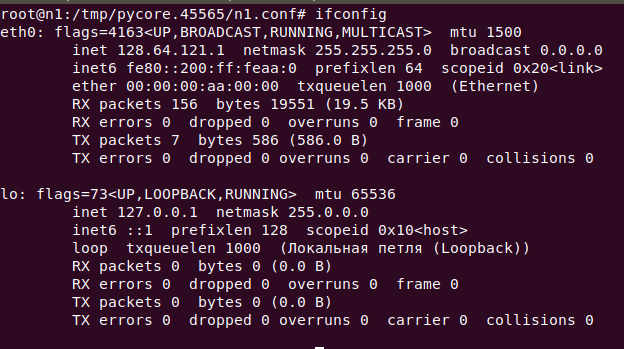 root@n1:/tmp/pycore.45565/n1.conf# ifconfig
eth0: flags=4163<UP,BROADCAST,RUNNING,MULTICAST>  mtu 1500
        inet 128.64.121.1  netmask 255.255.255.0  broadcast 0.0.0.0
        inet6 fe80::200:ff:feaa:0  prefixlen 64  scopeid 0x20<link>
        ether 00:00:00:aa:00:00  txqueuelen 1000  (Ethernet)
        RX packets 156  bytes 19551 (19.5 KB)
        RX errors 0  dropped 0  overruns 0  frame 0
        TX packets 7  bytes 586 (586.0 B)
        TX errors 0  dropped 0 overruns 0  carrier 0  collisions 0

lo: flags=73<UP,LOOPBACK,RUNNING>  mtu 65536
        inet 127.0.0.1  netmask 255.0.0.0
        inet6 ::1  prefixlen 128  scopeid 0x10<host>
        loop  txqueuelen 1000  (Локальная петля (Loopback))
        RX packets 0  bytes 0 (0.0 B)
        RX errors 0  dropped 0  overruns 0  frame 0
        TX packets 0  bytes 0 (0.0 B)
        TX errors 0  dropped 0 overruns 0  carrier 0  collisions 0